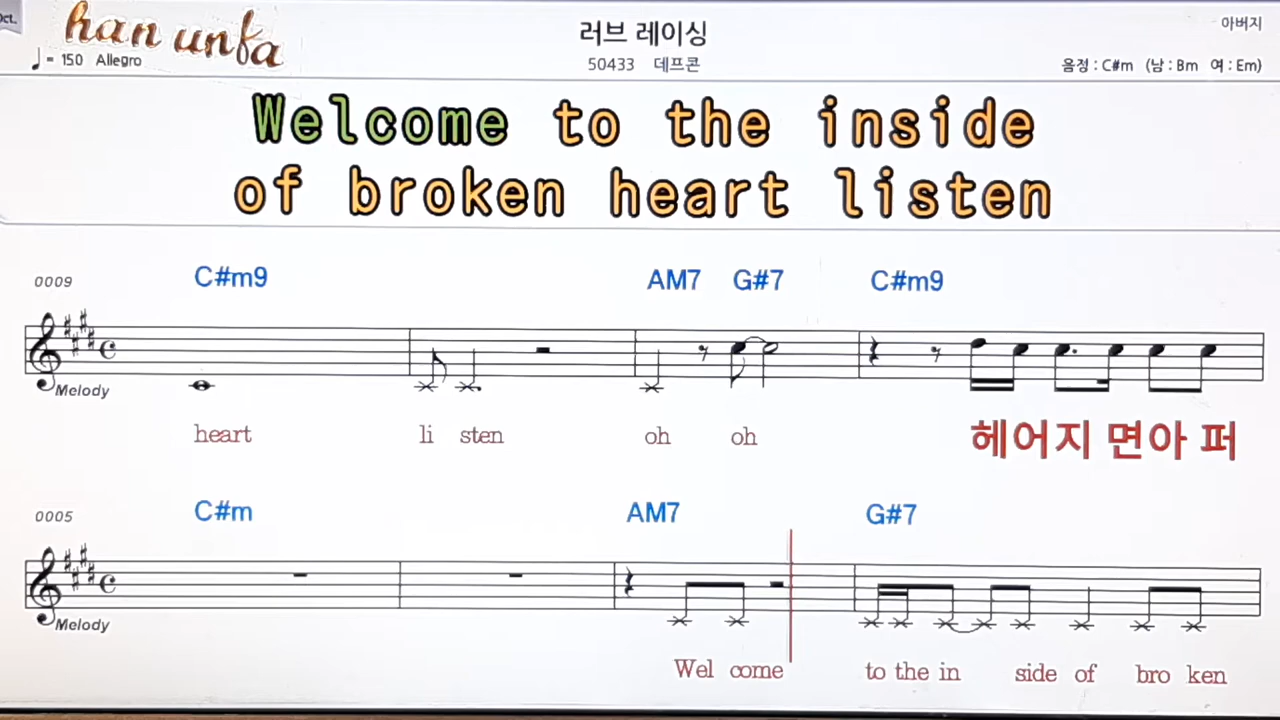 Oct.
han unfa
♩= 150 Allegro
러브 레이싱
50433 데프콘
아버지
음정 : C#m (남 : Bm 여 : Em)
Welcome to the inside
of broken heart listen
0009
C#m9 AM7 G#7 C#m9
Melody
heart li sten oh oh 헤어지 면아 퍼
0005
C#m AM7 G#7
Melody
Wel come to the in side of bro ken